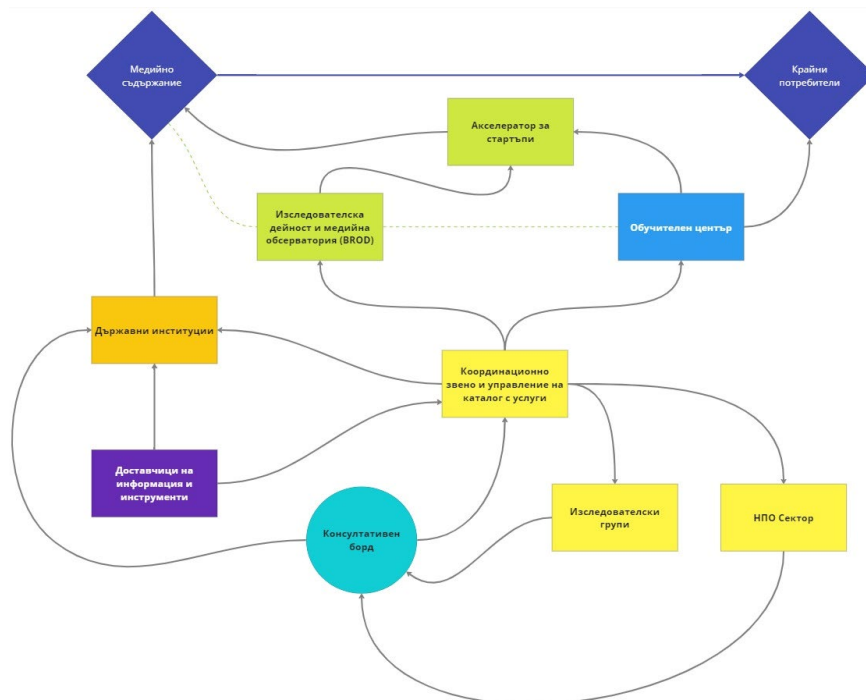 Медийно
съдържание
Крайни
потребители
Акселератор за
стартъпи
Изследователска
дейност и медийна
обсерватория (BROD)
Обучителен център
Държавни институции
Координационно
звено и управление на
каталог с услуги
Доставчици на
информация и
инструменти
Консултативен
борд
Изследователски
групи
НПО Сектор